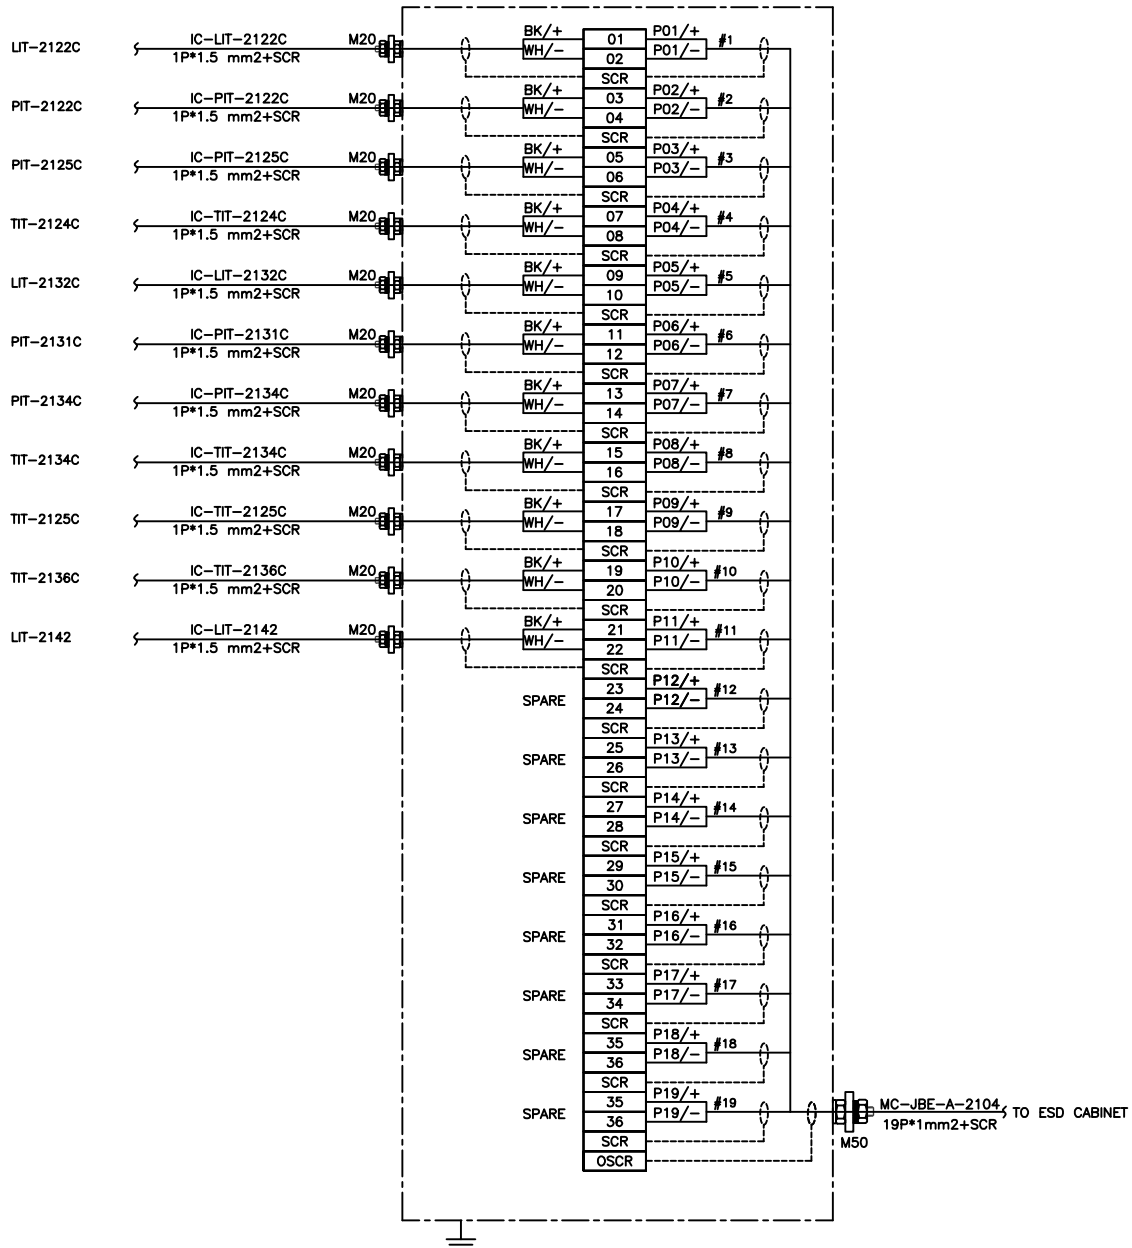 LIT-2122C IC-LIT-2122C M20 BK/+ 01 P01/+ #1
1P*1.5 mm2+SCR WH/- 02 P01/-
SCR
PIT-2122C IC-PIT-2122C M20 BK/+ 03 P02/+ #2
1P*1.5 mm2+SCR WH/- 04 P02/-
SCR
PIT-2125C IC-PIT-2125C M20 BK/+ 05 P03/+ #3
1P*1.5 mm2+SCR WH/- 06 P03/-
SCR
TIT-2124C IC-TIT-2124C M20 BK/+ 07 P04/+ #4
1P*1.5 mm2+SCR WH/- 08 P04/-
SCR
LIT-2132C IC-LIT-2132C M20 BK/+ 09 P05/+ #5
1P*1.5 mm2+SCR WH/- 10 P05/-
SCR
PIT-2131C IC-PIT-2131C M20 BK/+ 11 P06/+ #6
1P*1.5 mm2+SCR WH/- 12 P06/-
SCR
PIT-2134C IC-PIT-2134C M20 BK/+ 13 P07/+ #7
1P*1.5 mm2+SCR WH/- 14 P07/-
SCR
TIT-2134C IC-TIT-2134C M20 BK/+ 15 P08/+ #8
1P*1.5 mm2+SCR WH/- 16 P08/-
SCR
TIT-2125C IC-TIT-2125C M20 BK/+ 17 P09/+ #9
1P*1.5 mm2+SCR WH/- 18 P09/-
SCR
TIT-2136C IC-TIT-2136C M20 BK/+ 19 P10/+ #10
1P*1.5 mm2+SCR WH/- 20 P10/-
SCR
LIT-2142 IC-LIT-2142 M20 BK/+ 21 P11/+ #11
1P*1.5 mm2+SCR WH/- 22 P11/-
SCR
23 P12/+ #12
SPARE 24 P12/-
SCR
25 P13/+ #13
SPARE 26 P13/-
SCR
27 P14/+ #14
SPARE 28 P14/-
SCR
29 P15/+ #15
SPARE 30 P15/-
SCR
31 P16/+ #16
SPARE 32 P16/-
SCR
33 P17/+ #17
SPARE 34 P17/-
SCR
35 P18/+ #18
SPARE 36 P18/-
SCR
35 P19/+ #19 MC-JBE-A-2104 TO ESD CABINET
SPARE 36 P19/- 19P*1mm2+SCR
SCR M50
OSCR